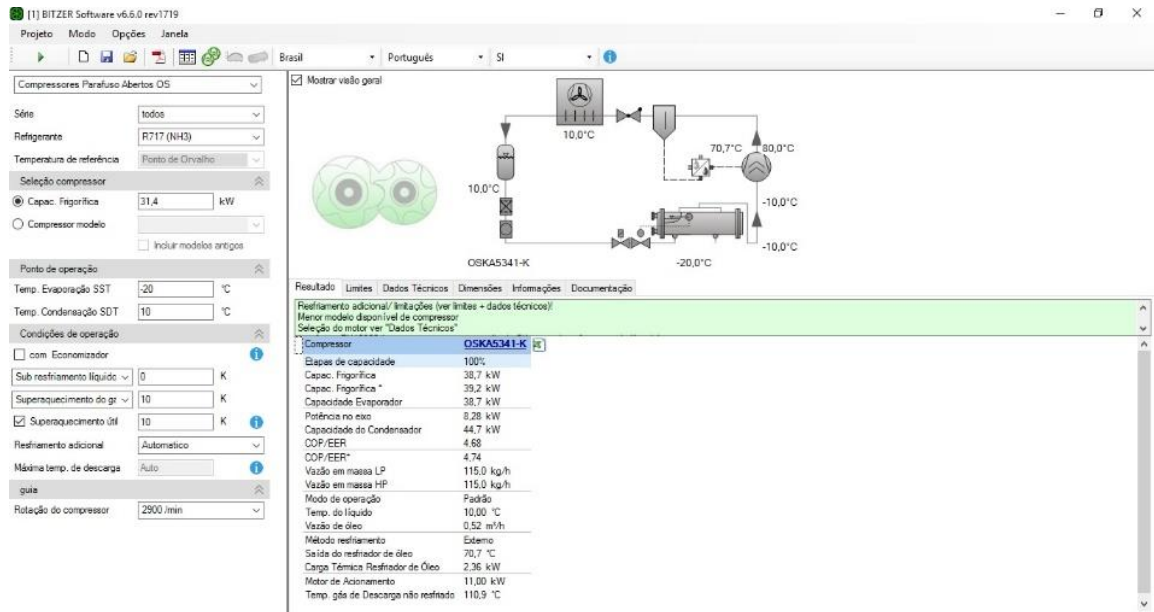 [1] BITZER Software v6.6.0 rev1719
Projeto Modo Opções Janela
Brasil Português SI
Compressores Parafuso Abertos OS
Série todos
Refrigerante R717 (NH3)
Temperatura de referência Ponto de Orvalho
Seleção compressor
Capac. Frigorífica 31,4 kW
Compressor modelo
Incluir modelos antigos
Ponto de operação
Temp. Evaporação SST -20 °C
Temp. Condensação SDT 10 °C
Condições de operação
com Economizador
Sub resfriamento líquido 0 K
Superaquecimento do gá 10 K
Superaquecimento útil 10 K
Resfriamento adicional Automatico
Máxima temp. de descarga Auto
guia
Rotação do compressor 2900 /min
Mostrar visão geral
10,0°C
70,7°C 80,0°C
10,0°C
-10,0°C
-10,0°C
OSKA5341-K -20,0°C
Resultado Limites Dados Técnicos Dimensões Informações Documentação
Resfriamento adicional/ limitações (ver limites + dados técnicos)!
Menor modelo disponível de compressor
Seleção do motor ver "Dados Técnicos"
Compressor OSKA5341-K
Etapas de capacidade 100%
Capac. Frigorífica 38,7 kW
Capac. Frigorífica * 39,2 kW
Capacidade Evaporador 38,7 kW
Potência no eixo 8,28 kW
Capacidade do Condensador 44,7 kW
COP/EER 4,68
COP/EER* 4,74
Vazão em massa LP 115,0 kg/h
Vazão em massa HP 115,0 kg/h
Modo de operação Padrão
Temp. do líquido 10,00 °C
Vazão de óleo 0,52 m³/h
Método resfriamento Externo
Saída do resfriador de óleo 70,7 °C
Carga Térmica Resfriador de Óleo 2,36 kW
Motor de Acionamento 11,00 kW
Temp. gás de Descarga não resfriado 110,9 °C